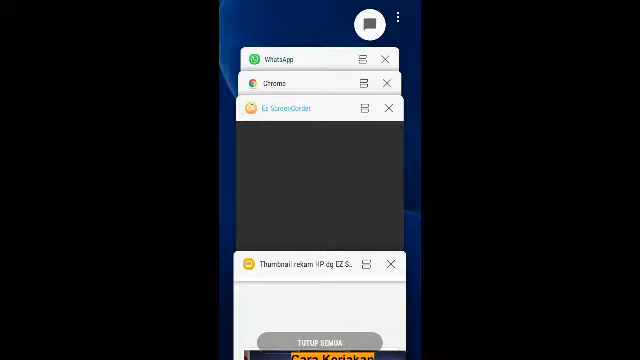 WhatsApp
Chrome
Ez ScreenCorder
Thumbnail rekam HP dg EZ S..
TUTUP SEMUA
Cara Kerjakan